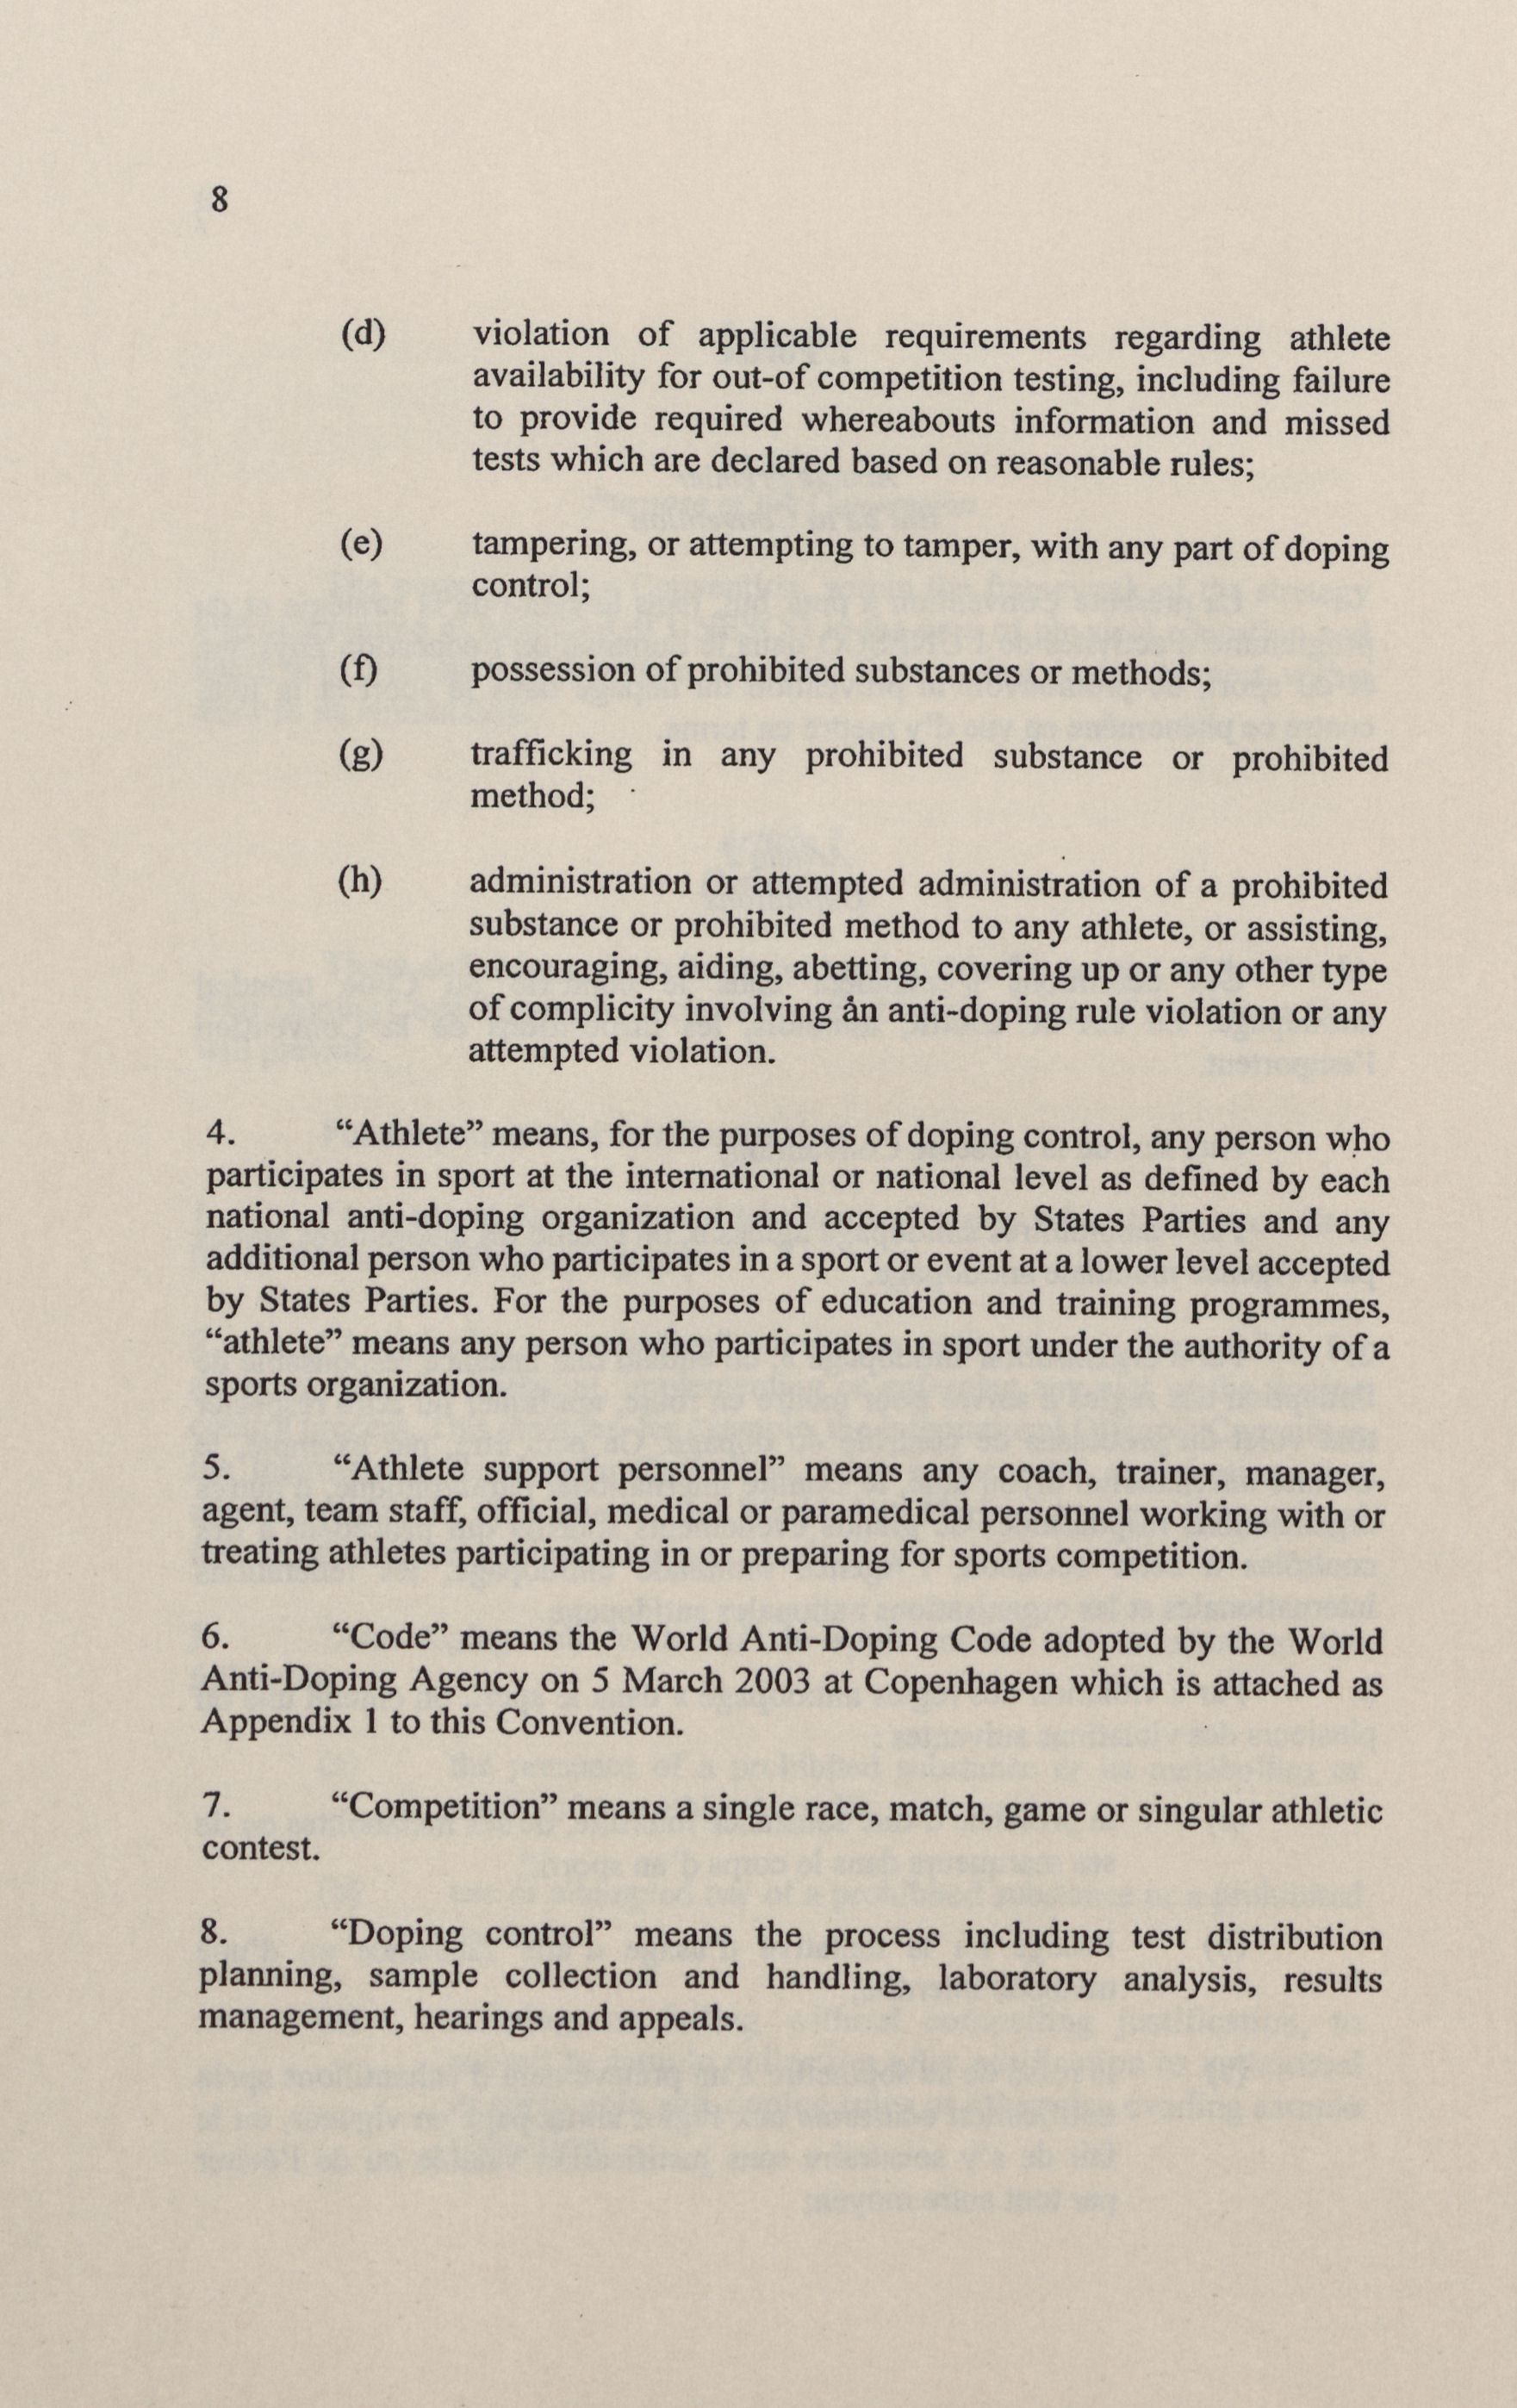 8
(d) violation of applicable requirements regarding athlete
availability for out-of competition testing, including failure
to provide required whereabouts information and missed
tests which are declared based on reasonable rules;
(e) tampering, or attempting to tamper, with any part of doping
control;
(f) possession of prohibited substances or methods;
(g) trafficking in any prohibited substance or prohibited
method;
(h) administration or attempted administration of a prohibited
substance or prohibited method to any athlete, or assisting,
encouraging, aiding, abetting, covering up or any other type
of complicity involving an anti-doping rule violation or any
attempted violation.
4. “Athlete” means, for the purposes of doping control, any person who
participates in sport at the international or national level as defined by each
national anti-doping organization and accepted by States Parties and any
additional person who participates in a sport or event at a lower level accepted
by States Parties. For the purposes of education and training programmes,
“athlete” means any person who participates in sport under the authority of a
sports organization.
5. “Athlete support personnel” means any coach, trainer, manager,
agent, team staff, official, medical or paramedical personnel working with or
treating athletes participating in or preparing for sports competition.
6. “Code” means the World Anti-Doping Code adopted by the World
Anti-Doping Agency on 5 March 2003 at Copenhagen which is attached as
Appendix 1 to this Convention.
7. “Competition” means a single race, match, game or singular athletic
contest.
8. “Doping control” means the process including test distribution
planning, sample collection and handling, laboratory analysis, results
management, hearings and appeals.